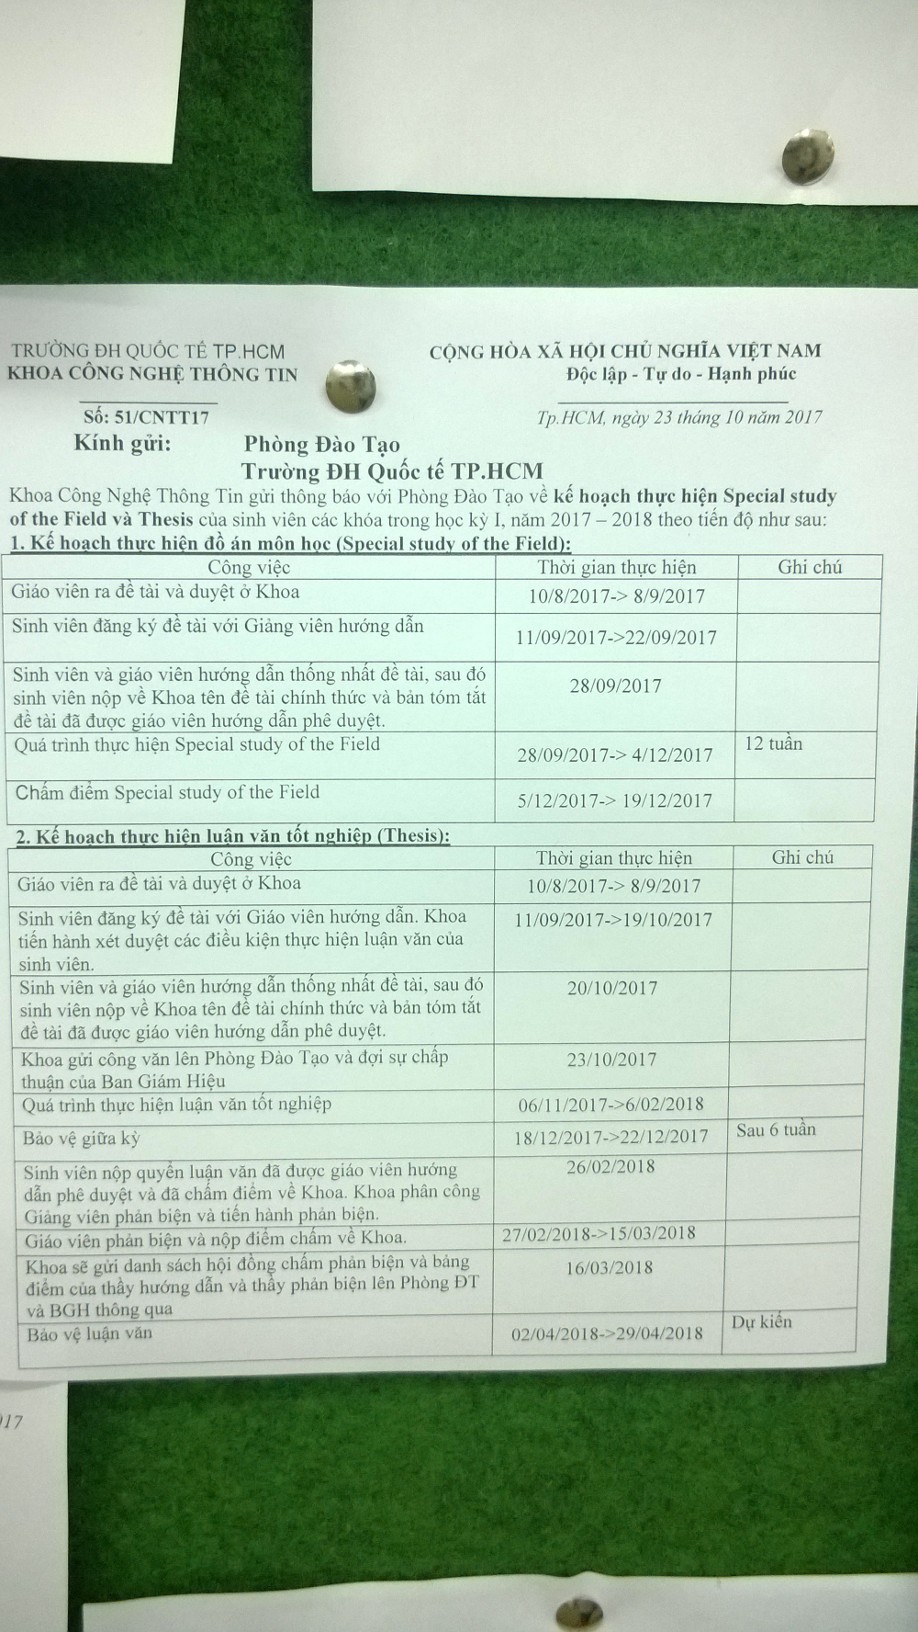 TRƯỜNG ĐH QUỐC TẾ TP.HCM
KHOA CÔNG NGHỆ THÔNG TIN
Số: 51/CNTT17
CỘNG HÒA XÃ HỘI CHỦ NGHĨA VIỆT NAM
Độc lập - Tự do - Hạnh phúc
Tp.HCM, ngày 23 tháng 10 năm 2017
Kính gửi: Phòng Đào Tạo
Trường ĐH Quốc tế TP.HCM
Khoa Công Nghệ Thông Tin gửi thông báo với Phòng Đào Tạo về kế hoạch thực hiện Special study
of the Field và Thesis của sinh viên các khóa trong học kỳ I, năm 2017 – 2018 theo tiến độ như sau:
1. Kế hoạch thực hiện đồ án môn học (Special study of the Field):
Công việc Thời gian thực hiện Ghi chú
Giáo viên ra đề tài và duyệt ở Khoa 10/8/2017-> 8/9/2017
Sinh viên đăng ký đề tài với Giảng viên hướng dẫn 11/09/2017->22/09/2017
Sinh viên và giáo viên hướng dẫn thống nhất đề tài, sau đó
sinh viên nộp về Khoa tên đề tài chính thức và bản tóm tắt
đề tài đã được giáo viên hướng dẫn phê duyệt.
28/09/2017
Quá trình thực hiện Special study of the Field 28/09/2017-> 4/12/2017 12 tuần
Chấm điểm Special study of the Field 5/12/2017-> 19/12/2017
2. Kế hoạch thực hiện luận văn tốt nghiệp (Thesis):
Công việc Thời gian thực hiện Ghi chú
Giáo viên ra đề tài và duyệt ở Khoa 10/8/2017-> 8/9/2017
Sinh viên đăng ký đề tài với Giáo viên hướng dẫn. Khoa
tiến hành xét duyệt các điều kiện thực hiện luận văn của
sinh viên.
11/09/2017->19/10/2017
Sinh viên và giáo viên hướng dẫn thống nhất đề tài, sau đó
sinh viên nộp về Khoa tên đề tài chính thức và bản tóm tắt
đề tài đã được giáo viên hướng dẫn phê duyệt.
20/10/2017
Khoa gửi công văn lên Phòng Đào Tạo và đợi sự chấp
thuận của Ban Giám Hiệu
23/10/2017
Quá trình thực hiện luận văn tốt nghiệp 06/11/2017->6/02/2018
Bảo vệ giữa kỳ 18/12/2017->22/12/2017 Sau 6 tuần
Sinh viên nộp quyển luận văn đã được giáo viên hướng
dẫn phê duyệt và đã chấm điểm về Khoa. Khoa phân công
Giảng viên phản biện và tiến hành phản biện.
26/02/2018
Giáo viên phản biện và nộp điểm chấm về Khoa. 27/02/2018->15/03/2018
Khoa sẽ gửi danh sách hội đồng chấm phản biện và bảng
điểm của thầy hướng dẫn và thầy phản biện lên Phòng ĐT
và BGH thông qua
16/03/2018
Bảo vệ luận văn 02/04/2018->29/04/2018 Dự kiến